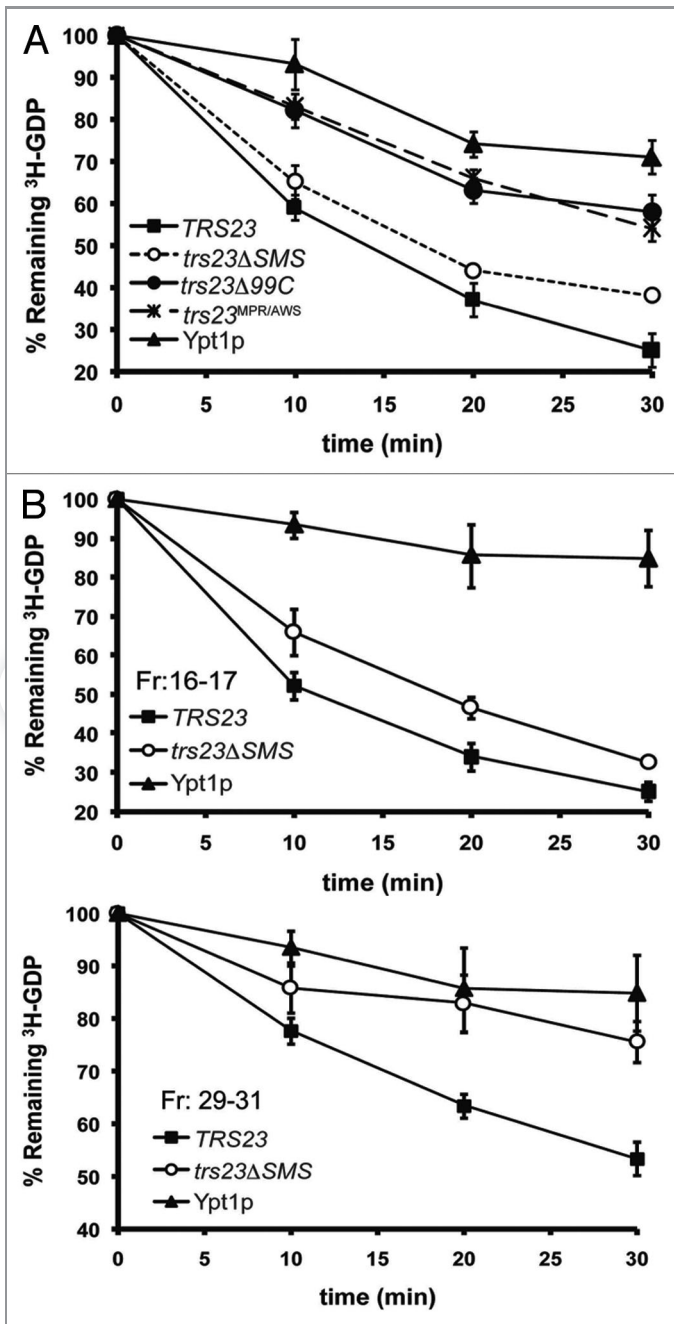 A
% Remaining ³H-GDP
100
90
80
70
60
50
40
30
20
TRS23
trs23ΔSMS
trs23Δ99C
trs23MPR/AWS
Ypt1p
0 5 10 15 20 25 30
time (min)
B
% Remaining ³H-GDP
100
90
80
70
60
50
40
30
20
Fr:16-17
TRS23
trs23ΔSMS
Ypt1p
0 5 10 15 20 25 30
time (min)
% Remaining ³H-GDP
100
90
80
70
60
50
40
Fr: 29-31
TRS23
trs23ΔSMS
Ypt1p
0 5 10 15 20 25 30
time (min)